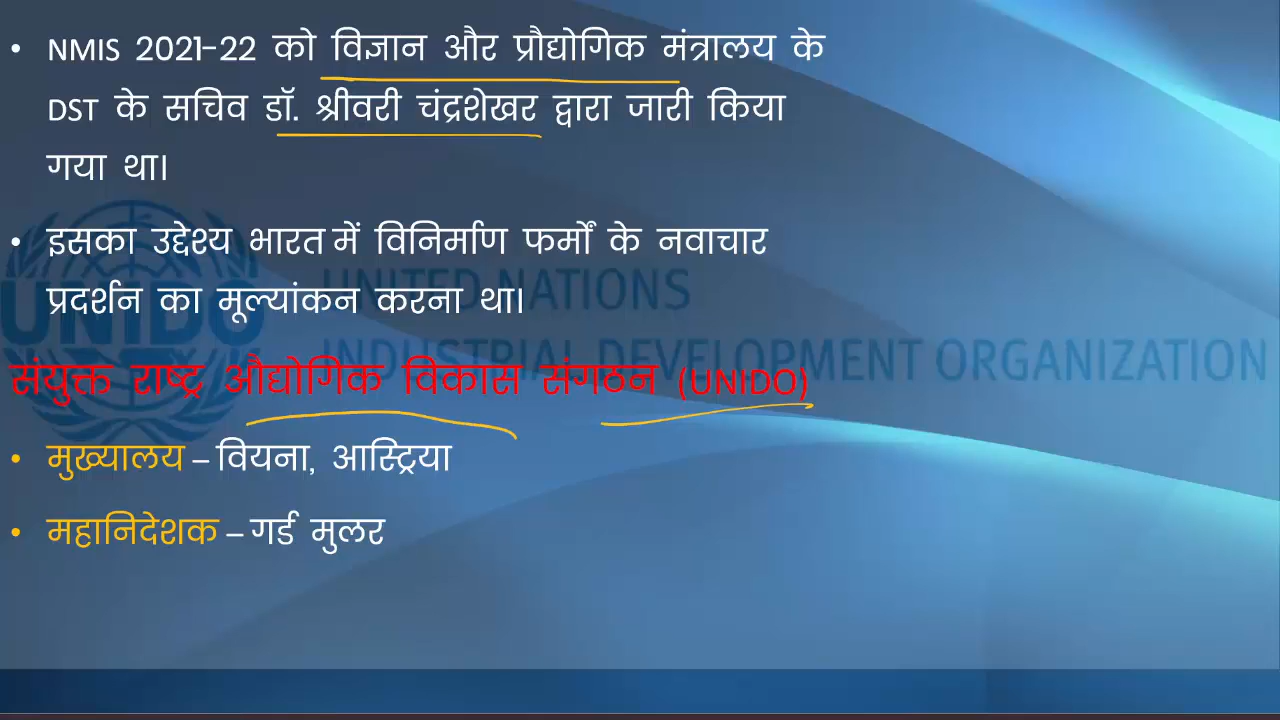 • NMIS 2021-22 को विज्ञान और प्रौद्योगिक मंत्रालय के
DST के सचिव डॉ. श्रीवरी चंद्रशेखर द्वारा जारी किया
गया था।
• इसका उद्देश्य भारत में विनिर्माण फर्मों के नवाचार
प्रदर्शन का मूल्यांकन करना था।
UNIDO
UNITED NATIONS
INDUSTRIAL DEVELOPMENT ORGANIZATION
संयुक्त राष्ट्र औद्योगिक विकास संगठन (UNIDO)
• मुख्यालय – वियना, आस्ट्रिया
• महानिदेशक – गर्ड मुलर